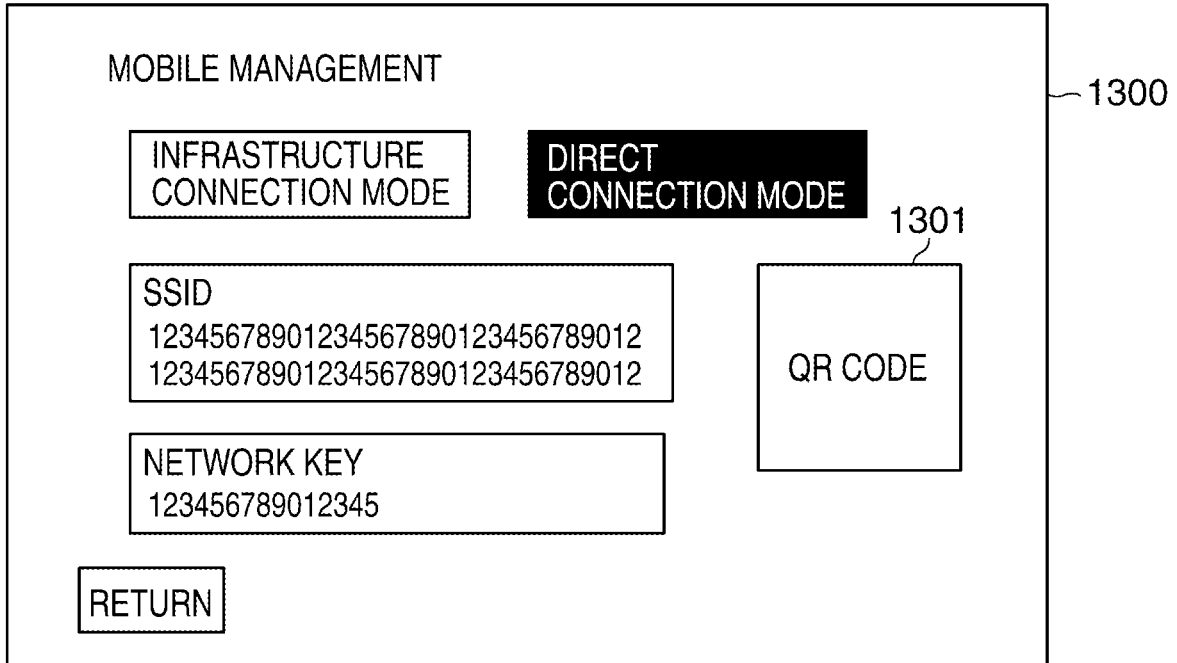 MOBILE MANAGEMENT
1300
INFRASTRUCTURE
CONNECTION MODE
DIRECT
CONNECTION MODE
1301
SSID
12345678901234567890123456789012
12345678901234567890123456789012
QR CODE
NETWORK KEY
123456789012345
RETURN